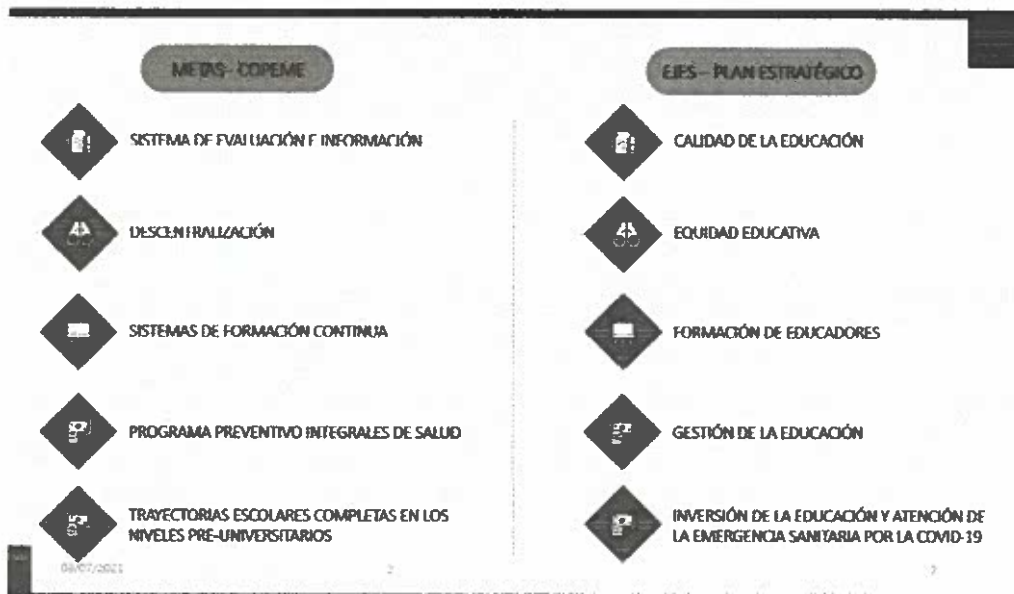 METAS - COPEME
SISTEMA DE EVALUACIÓN E INFORMACIÓN
DESCENTRALIZACIÓN
SISTEMAS DE FORMACIÓN CONTINUA
PROGRAMA PREVENTIVO INTEGRALES DE SALUD
TRAYECTORIAS ESCOLARES COMPLETAS EN LOS
NIVELES PRE-UNIVERSITARIOS
EJES - PLAN ESTRATÉGICO
CALIDAD DE LA EDUCACIÓN
EQUIDAD EDUCATIVA
FORMACIÓN DE EDUCADORES
GESTIÓN DE LA EDUCACIÓN
INVERSIÓN DE LA EDUCACIÓN Y ATENCIÓN DE
LA EMERGENCIA SANITARIA POR LA COVID-19